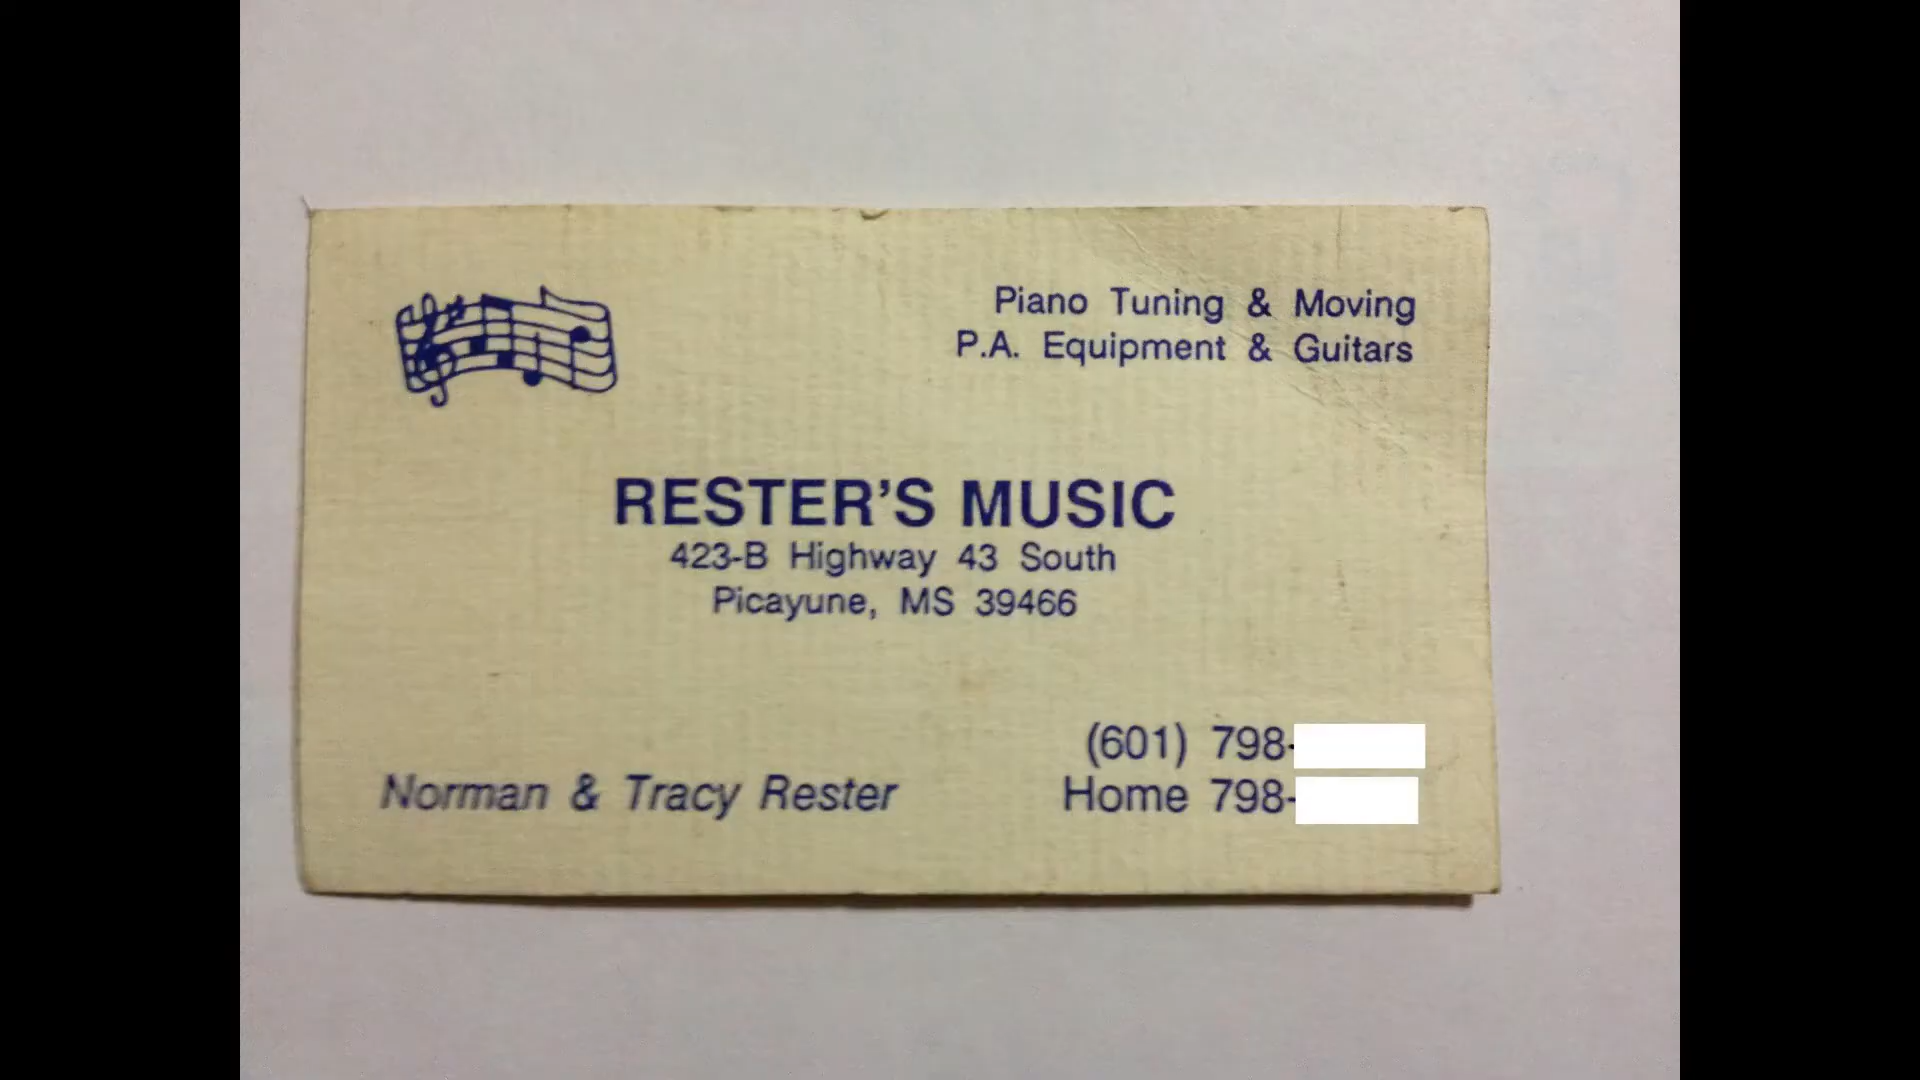 Piano Tuning & Moving
P.A. Equipment & Guitars
RESTER'S MUSIC
423-B Highway 43 South
Picayune, MS 39466
(601) 798-
Home 798-
Norman & Tracy Rester